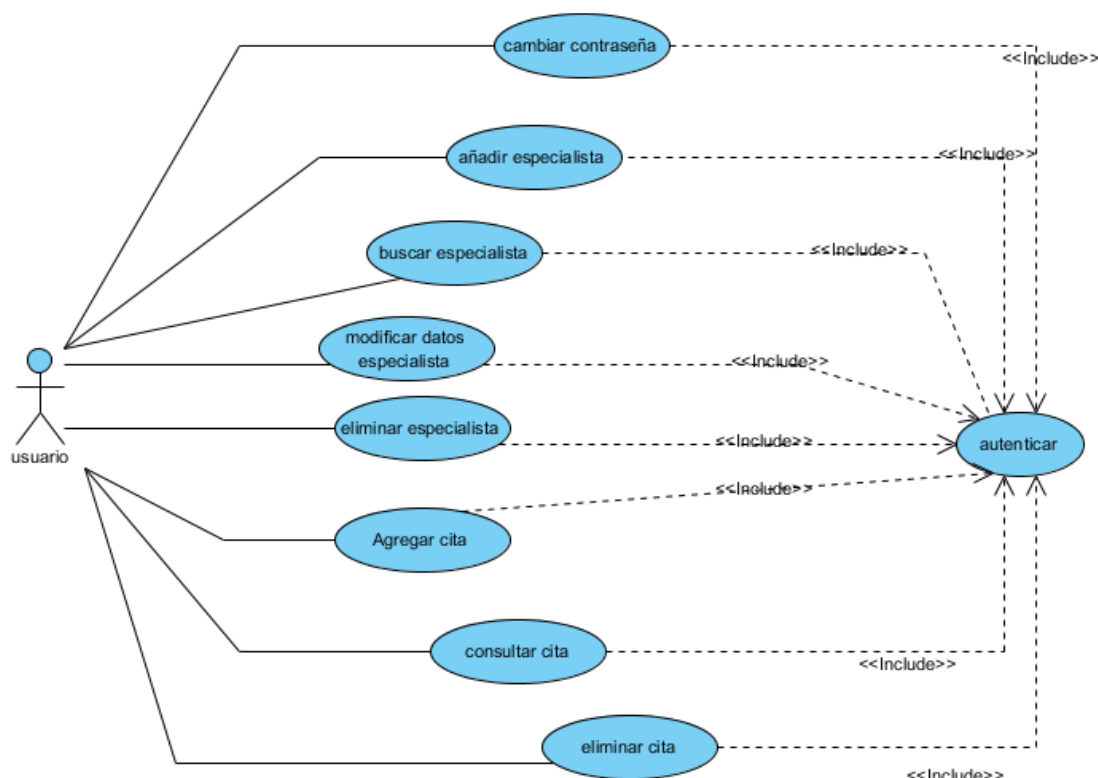 cambiar contraseña
<<Include>>
añadir especialista
<<Include>>
buscar especialista
<<Include>>
modificar datos
especialista
<<Include>>
eliminar especialista
<<Include>>
autenticar
usuario
<<Include>>
Agregar cita
consultar cita
<<Include>>
eliminar cita
<<Include>>